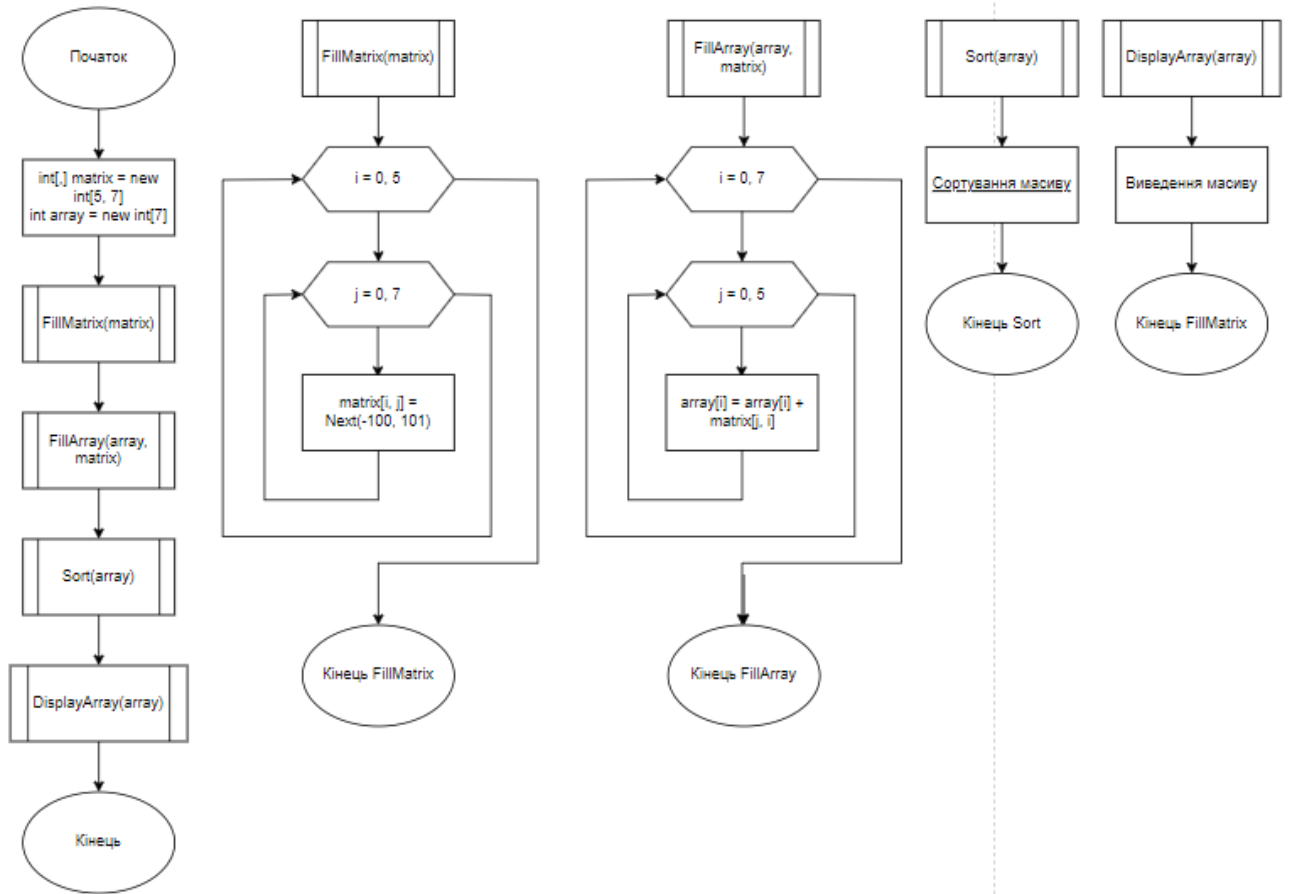 Початок
int[,] matrix = new
int[5, 7]
int array = new int[7]
FillMatrix(matrix)
FillArray(array,
matrix)
Sort(array)
DisplayArray(array)
Кінець
FillMatrix(matrix)
i = 0, 5
j = 0, 7
matrix[i, j] =
Next(-100, 101)
Кінець FillMatrix
FillArray(array,
matrix)
i = 0, 7
j = 0, 5
array[i] = array[i] +
matrix[j, i]
Кінець FillArray
Sort(array)
Сортування масиву
Кінець Sort
DisplayArray(array)
Виведення масиву
Кінець FillMatrix